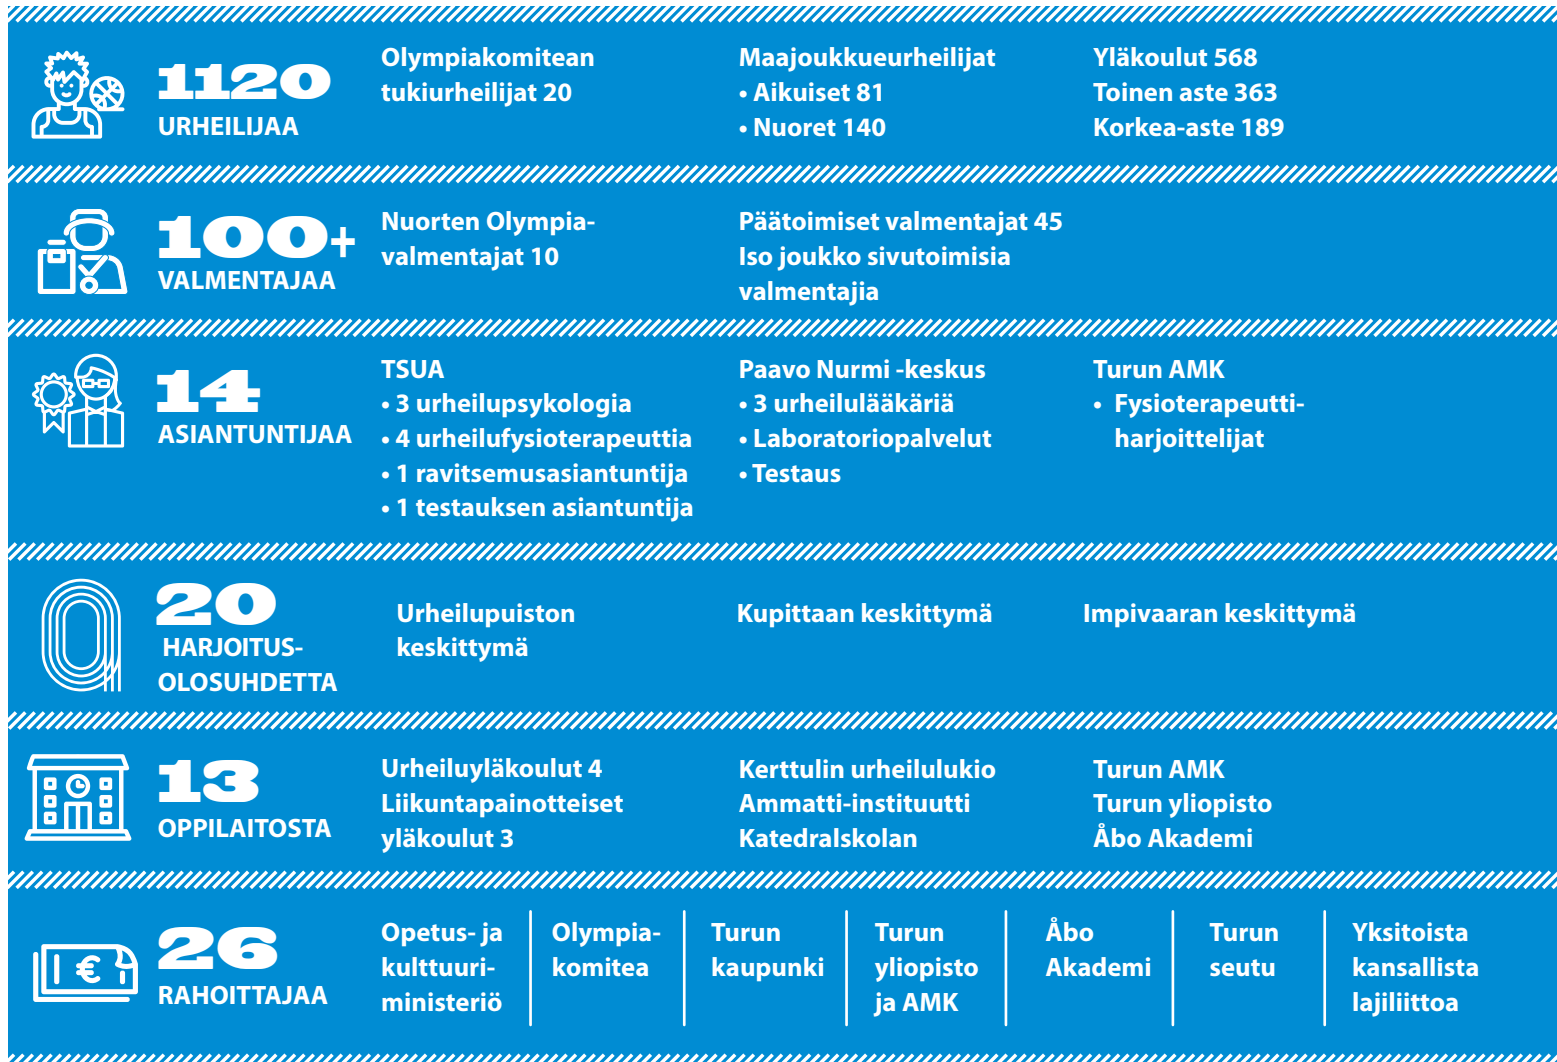 1120
URHEILIJAA
Olympiakomitean
tukiurheilijat 20
Maajoukkueurheilijat
• Aikuiset 81
• Nuoret 140
Yläkoulut 568
Toinen aste 363
Korkea-aste 189
100+
VALMENTAJAA
Nuorten Olympia-
valmentajat 10
Päätoimiset valmentajat 45
Iso joukko sivutoimisia
valmentajia
14
ASIANTUNTIJAA
TSUA
• 3 urheilupsykologia
• 4 urheilufysioterapeuttia
• 1 ravitsemusasiantuntija
• 1 testauksen asiantuntija
Paavo Nurmi -keskus
• 3 urheilulääkäriä
• Laboratoriopalvelut
• Testaus
Turun AMK
• Fysioterapeutti-
harjoittelijat
20
HARJOITUS-
OLOSUHDETTA
Urheilupuiston
keskittymä
Kupittaan keskittymä
Impivaaran keskittymä
13
OPPILAITOSTA
Urheiluyläkoulut 4
Liikuntapainotteiset
yläkoulut 3
Kerttulin urheilulukio
Ammatti-instituutti
Katedralskolan
Turun AMK
Turun yliopisto
Åbo Akademi
€
26
RAHOITTAJAA
Opetus- ja
kulttuuri-
ministeriö
Olympia-
komitea
Turun
kaupunki
Turun
yliopisto
ja AMK
Åbo
Akademi
Turun
seutu
Yksitoista
kansallista
lajiliittoa